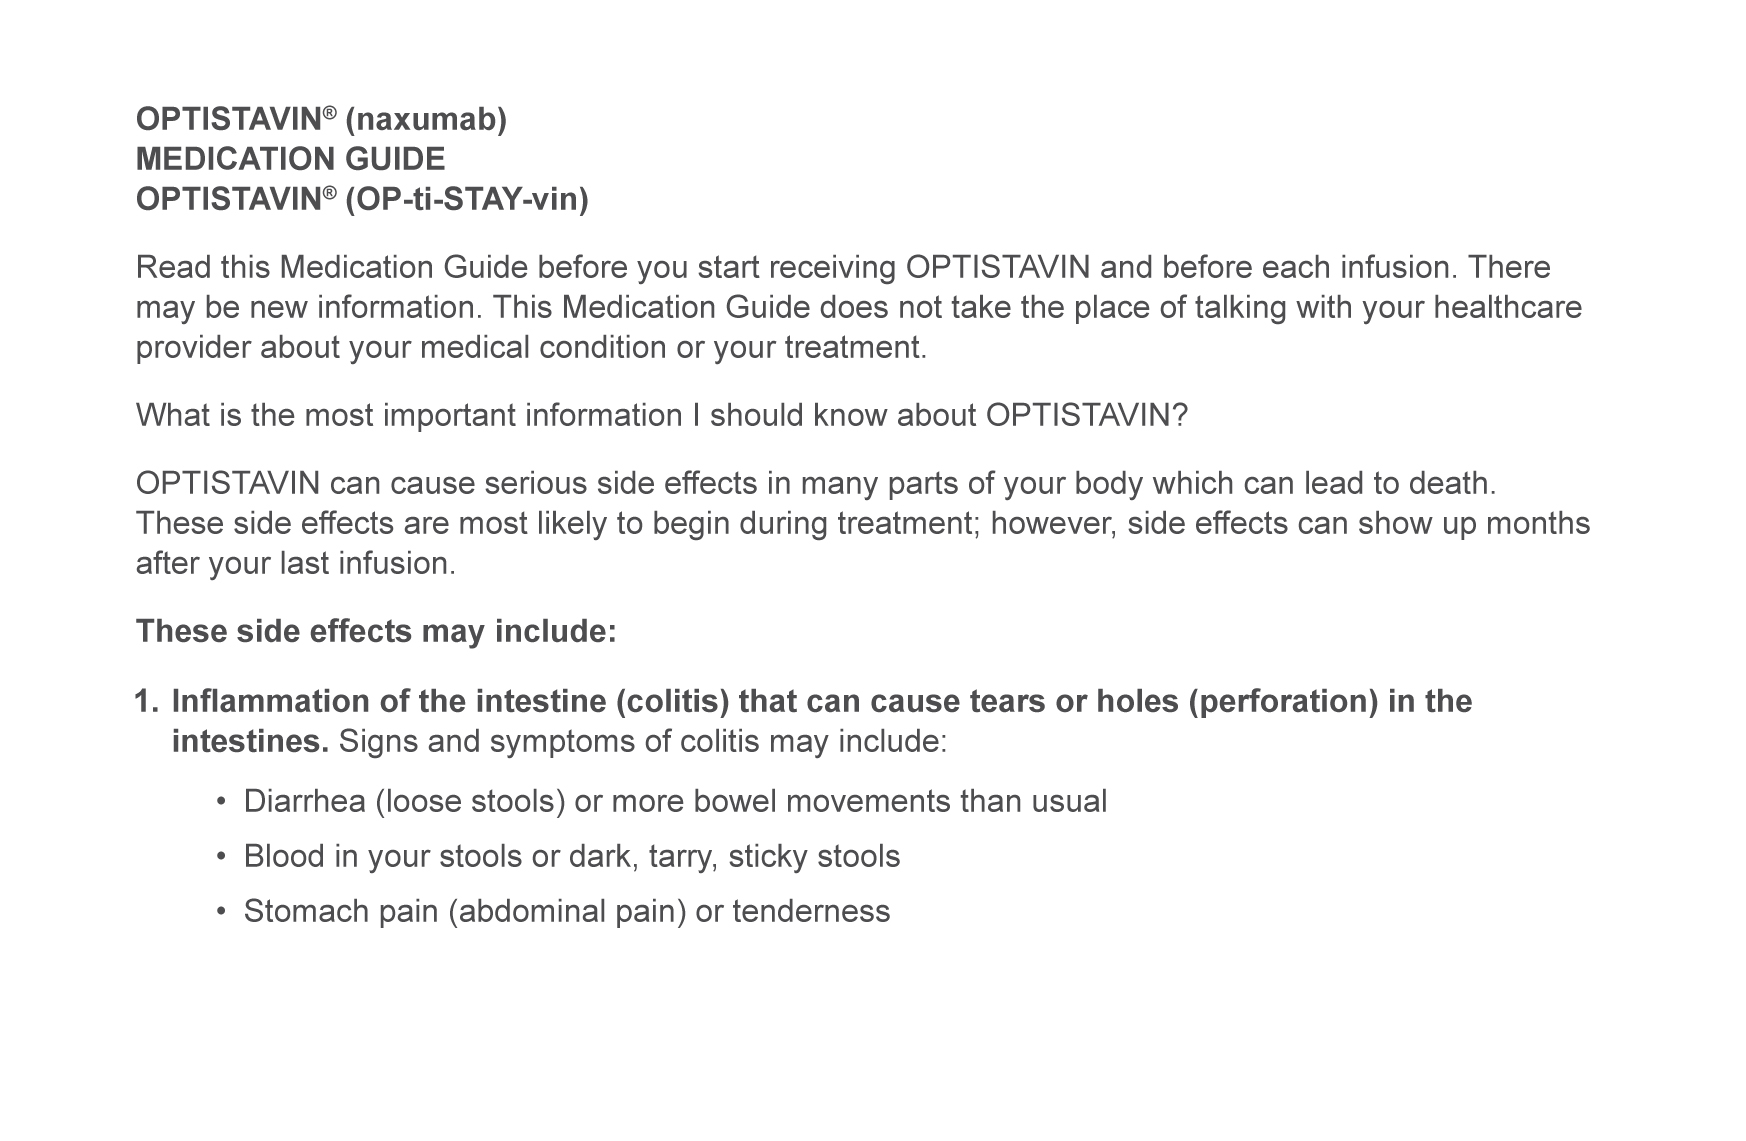 OPTISTAVIN® (naxumab)
MEDICATION GUIDE
OPTISTAVIN® (OP-ti-STAY-vin)
Read this Medication Guide before you start receiving OPTISTAVIN and before each infusion. There
may be new information. This Medication Guide does not take the place of talking with your healthcare
provider about your medical condition or your treatment.
What is the most important information I should know about OPTISTAVIN?
OPTISTAVIN can cause serious side effects in many parts of your body which can lead to death.
These side effects are most likely to begin during treatment; however, side effects can show up months
after your last infusion.
These side effects may include:
1. Inflammation of the intestine (colitis) that can cause tears or holes (perforation) in the
intestines. Signs and symptoms of colitis may include:
• Diarrhea (loose stools) or more bowel movements than usual
• Blood in your stools or dark, tarry, sticky stools
• Stomach pain (abdominal pain) or tenderness